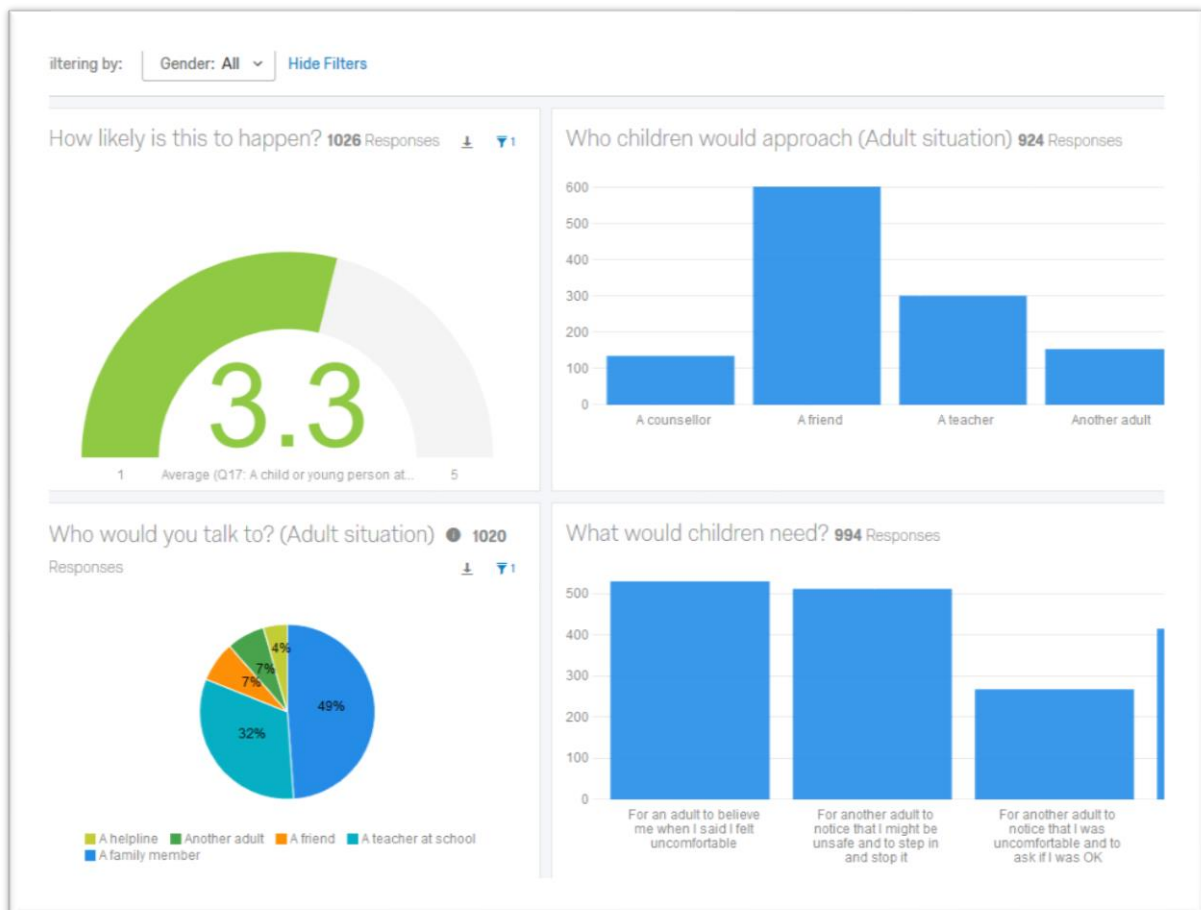 iltering by: Gender: All Hide Filters
How likely is this to happen? 1026 Responses 1
3.3
1 Average (Q17: A child or young person at... 5
Who children would approach (Adult situation) 924 Responses
600
500
400
300
200
100
0
A counsellor A friend A teacher Another adult
Who would you talk to? (Adult situation) 1020
Responses 1
4%
7%
7%
49%
32%
A helpline Another adult A friend A teacher at school
A family member
What would children need? 994 Responses
500
400
300
200
100
0
For an adult to believe
me when I said I felt
uncomfortable
For another adult to
notice that I might be
unsafe and to step in
and stop it
For another adult to
notice that I was
uncomfortable and to
ask if I was OK